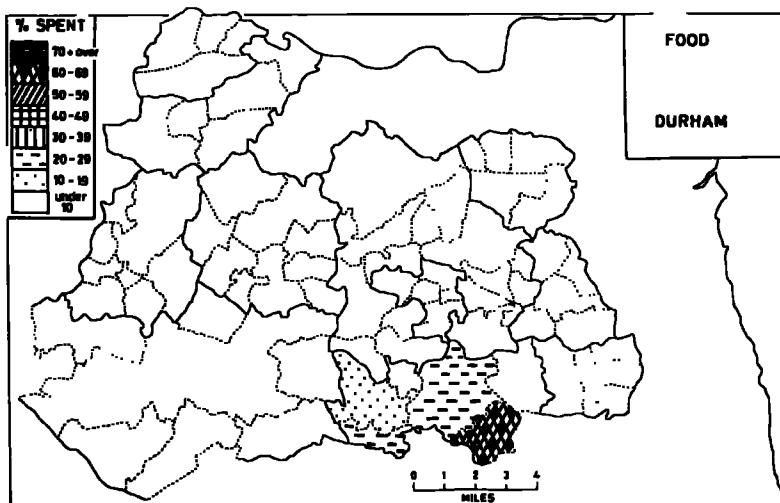 % SPENT
70 + over
60 - 69
50 - 59
40 - 49
30 - 39
20 - 29
10 - 19
under
10
FOOD
DURHAM
0 1 2 3 4
MILES